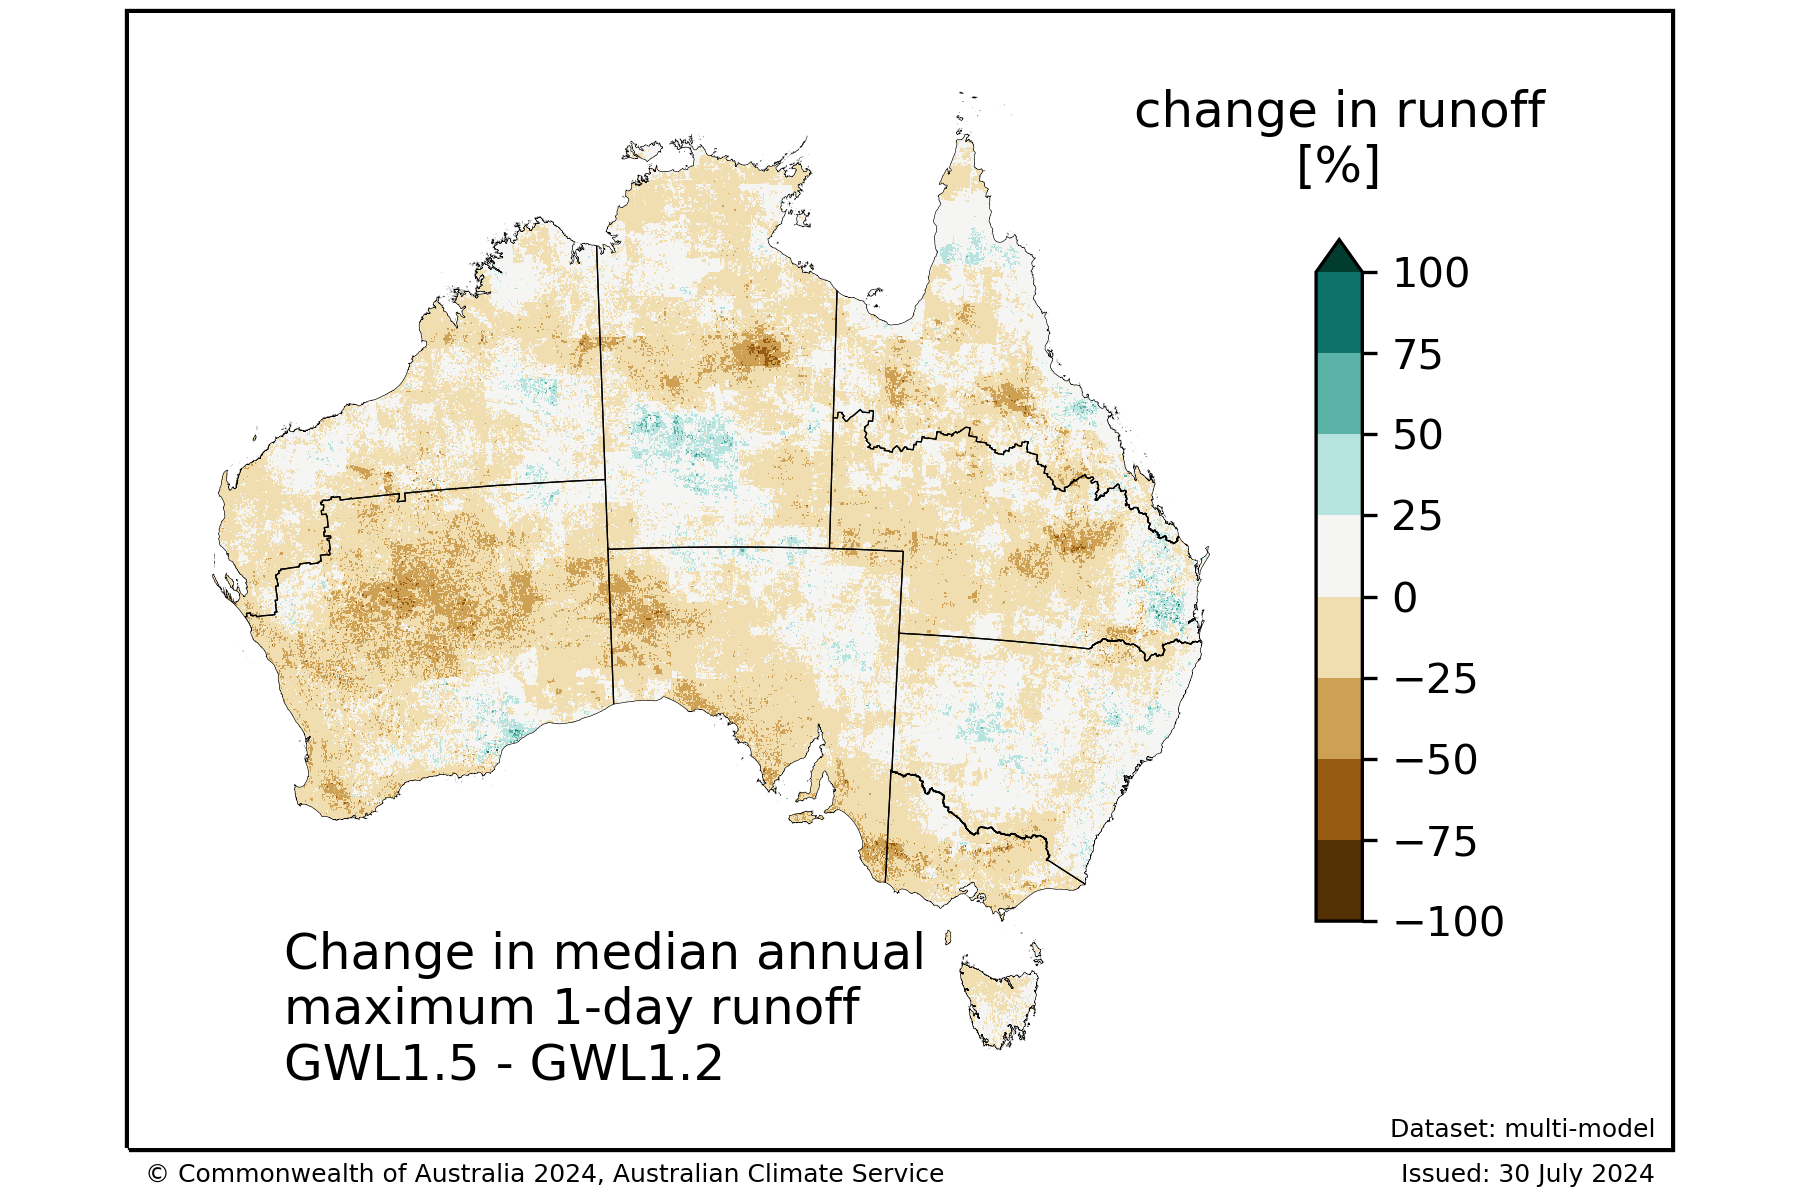 change in runoff
[%]
100
75
50
25
0
−25
−50
−75
−100
Change in median annual
maximum 1-day runoff
GWL1.5 - GWL1.2
Dataset: multi-model
© Commonwealth of Australia 2024, Australian Climate Service
Issued: 30 July 2024